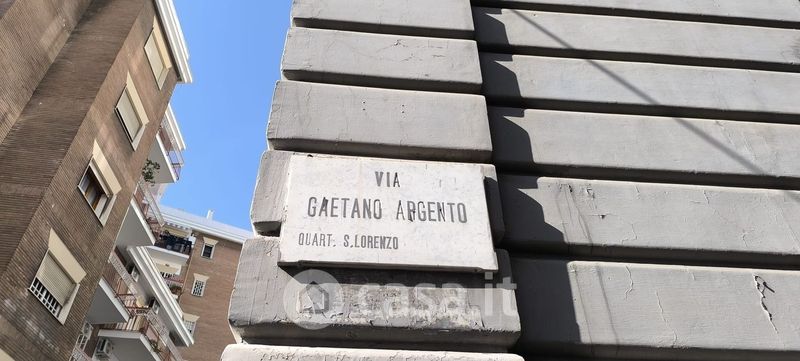 VIA
GAETANO ARGENTO
QUART. S. LORENZO
casa.it